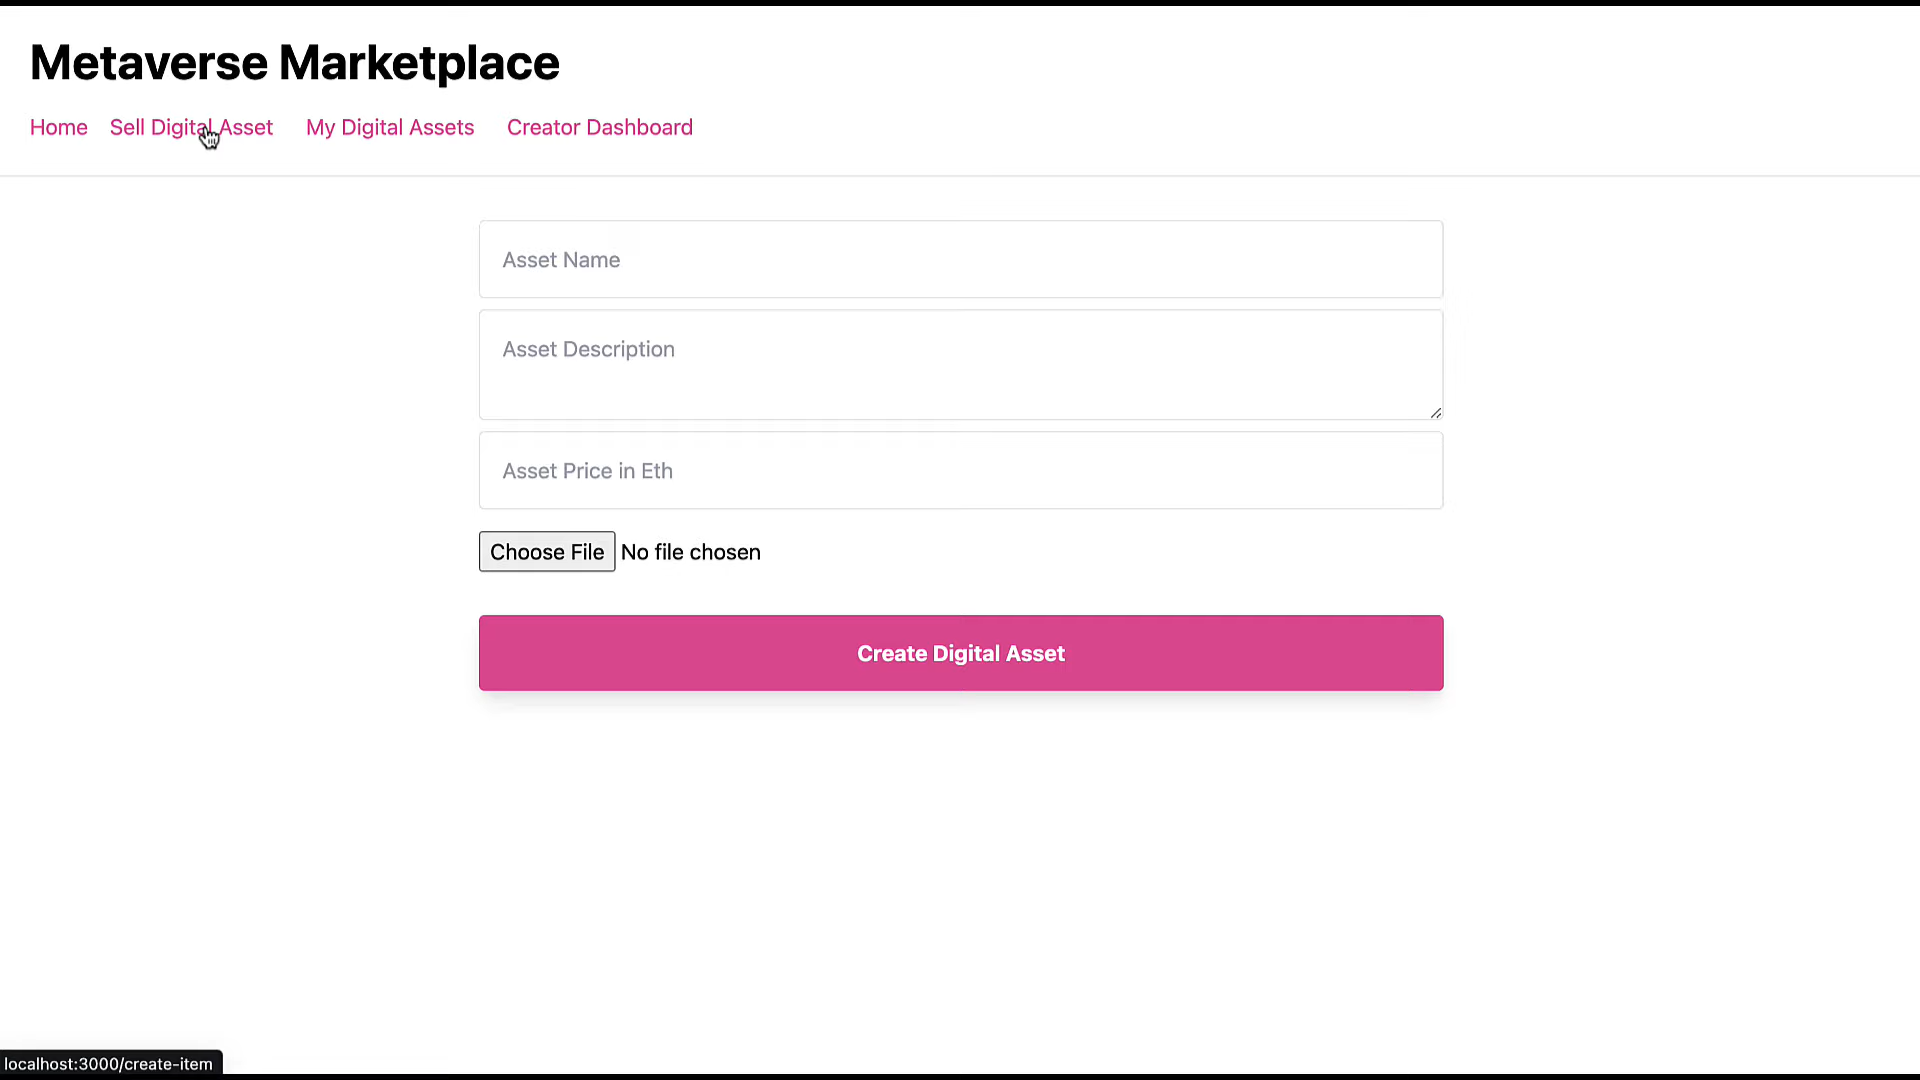 Metaverse Marketplace
Home Sell Digital Asset My Digital Assets Creator Dashboard
Asset Name
Asset Description
Asset Price in Eth
Choose File No file chosen
Create Digital Asset
localhost:3000/create-item